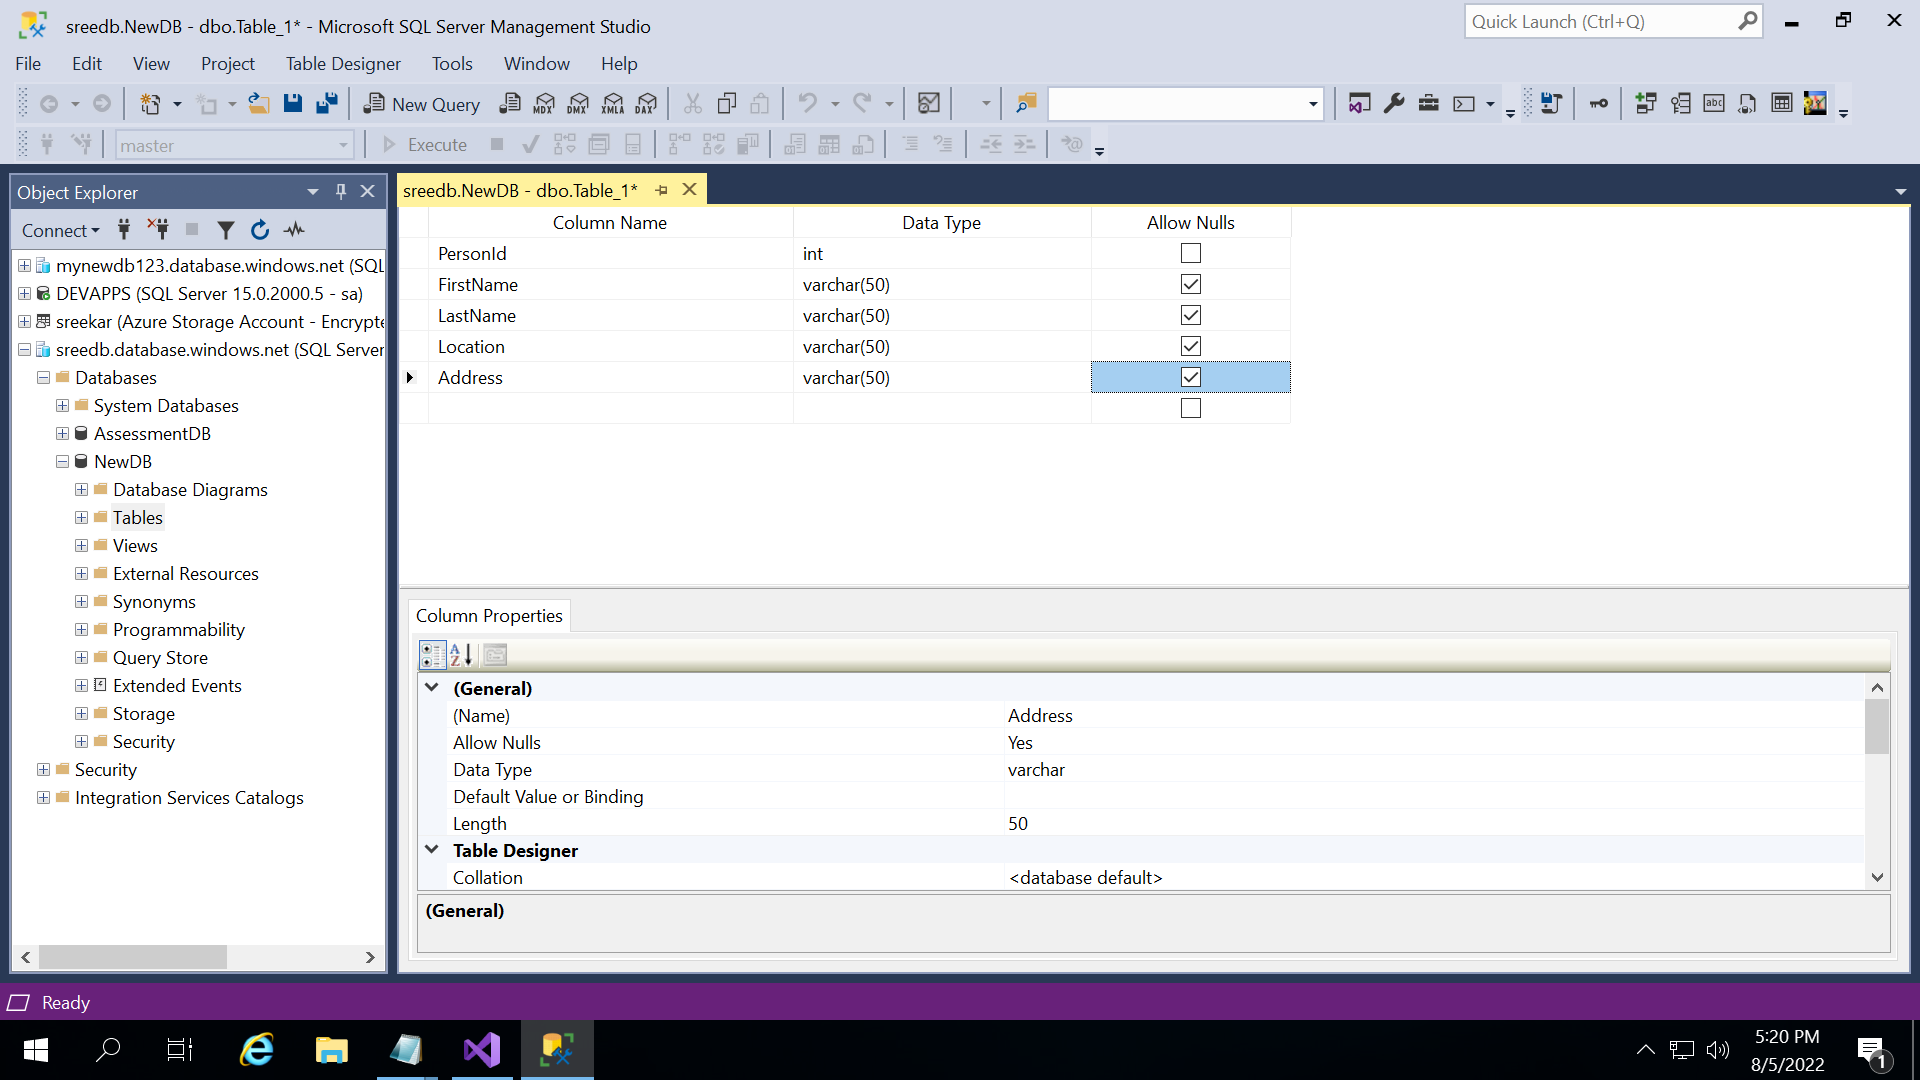 sreedb.NewDB - dbo.Table_1* - Microsoft SQL Server Management Studio
Quick Launch (Ctrl+Q)
File Edit View Project Table Designer Tools Window Help
New Query MDX DMX XMLA DAX abc
master Execute
Object Explorer
Connect
mynewdb123.database.windows.net (SQL
DEVAPPS (SQL Server 15.0.2000.5 - sa)
sreekar (Azure Storage Account - Encrypte
sreedb.database.windows.net (SQL Server
Databases
System Databases
AssessmentDB
NewDB
Database Diagrams
Tables
Views
External Resources
Synonyms
Programmability
Query Store
Extended Events
Storage
Security
Security
Integration Services Catalogs
sreedb.NewDB - dbo.Table_1*
Column Name Data Type Allow Nulls
PersonId int
FirstName varchar(50)
LastName varchar(50)
Location varchar(50)
Address varchar(50)
Column Properties
A
Z
(General)
(Name) Address
Allow Nulls Yes
Data Type varchar
Default Value or Binding
Length 50
Table Designer
Collation <database default>
(General)
Ready
5:20 PM
8/5/2022
1